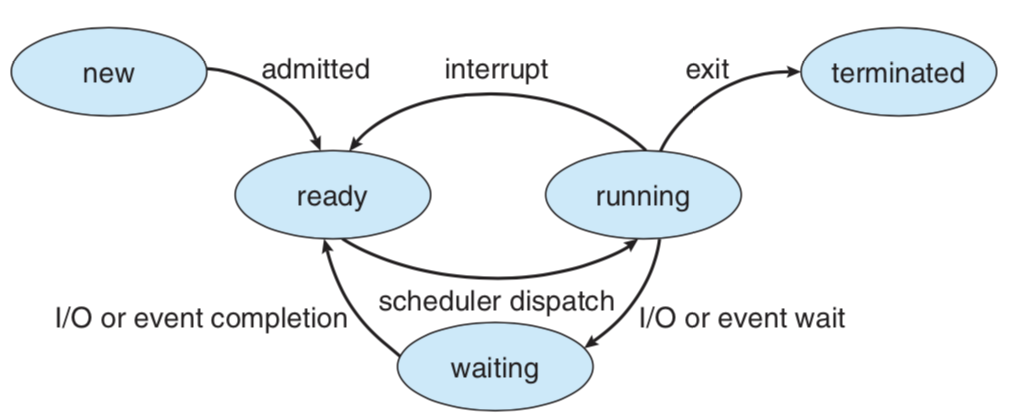 new
admitted
interrupt
exit
terminated
ready
running
scheduler dispatch
I/O or event completion
I/O or event wait
waiting